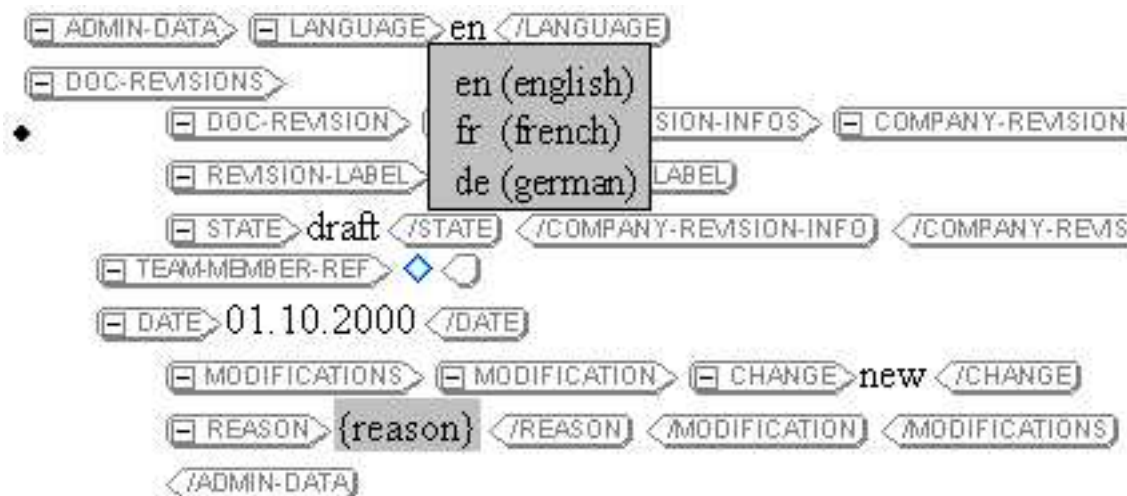 ADMIN-DATA LANGUAGE en /LANGUAGE
DOC-REVISIONS en (english)
DOC-REVISION fr (french) SION-INFOS COMPANY-REVISION-
REVISION-LABEL de (german) LABEL
STATE draft /STATE /COMPANY-REVISION-INFO /COMPANY-REVIS
TEAM-MEMBER-REF
DATE 01.10.2000 /DATE
MODIFICATIONS MODIFICATION CHANGE new /CHANGE
REASON {reason} /REASON /MODIFICATION /MODIFICATIONS
/ADMIN-DATA